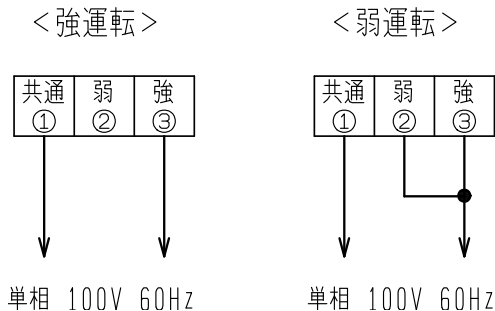 ＜強運転＞
共通 弱 強
① ② ③
単相 100V 60Hz
＜弱運転＞
共通 弱 強
① ② ③
単相 100V 60Hz